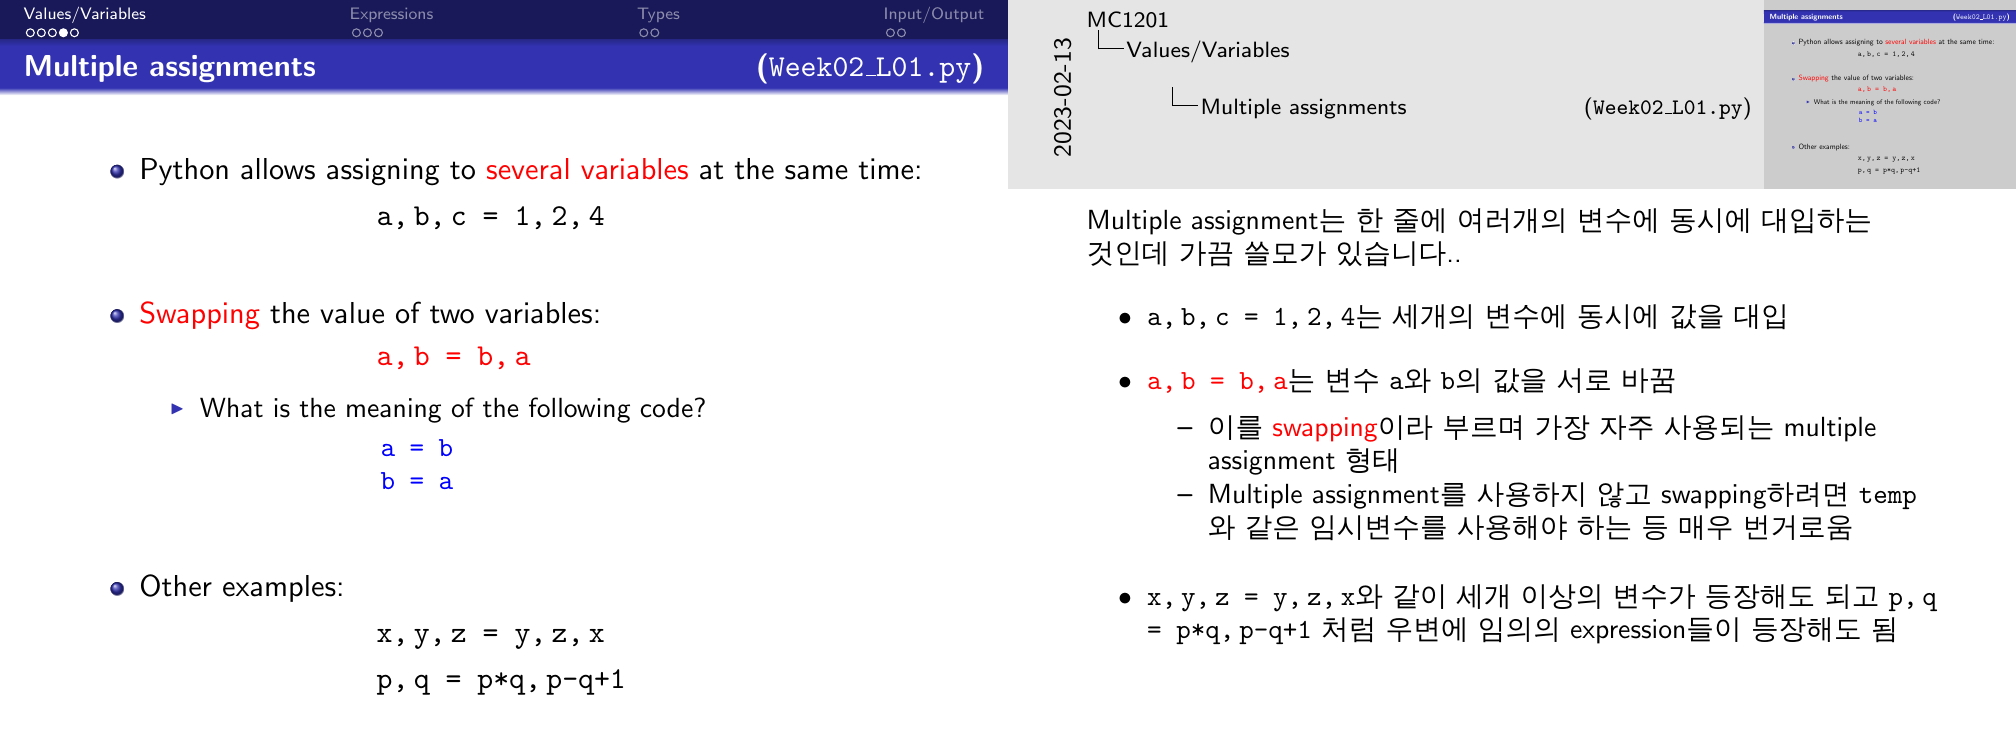 Values/Variables Expressions Types Input/Output
Multiple assignments (Week02_L01.py)
Python allows assigning to several variables at the same time:
a,b,c = 1,2,4
Swapping the value of two variables:
a,b = b,a
What is the meaning of the following code?
a = b
b = a
Other examples:
x,y,z = y,z,x
p,q = p*q,p-q+1
2023-02-13
MC1201
Values/Variables
Multiple assignments (Week02_L01.py)
Multiple assignments (Week02_L01.py)
Python allows assigning to several variables at the same time:
a,b,c = 1,2,4
Swapping the value of two variables:
a,b = b,a
What is the meaning of the following code?
a = b
b = a
Other examples:
x,y,z = y,z,x
p,q = p*q,p-q+1
Multiple assignment는 한 줄에 여러개의 변수에 동시에 대입하는
것인데 가끔 쓸모가 있습니다..
• a,b,c = 1,2,4는 세개의 변수에 동시에 값을 대입
• a,b = b,a는 변수 a와 b의 값을 서로 바꿈
– 이를 swapping이라 부르며 가장 자주 사용되는 multiple
assignment 형태
– Multiple assignment를 사용하지 않고 swapping하려면 temp
와 같은 임시변수를 사용해야 하는 등 매우 번거로움
• x,y,z = y,z,x와 같이 세개 이상의 변수가 등장해도 되고 p,q
= p*q,p-q+1 처럼 우변에 임의의 expression들이 등장해도 됨